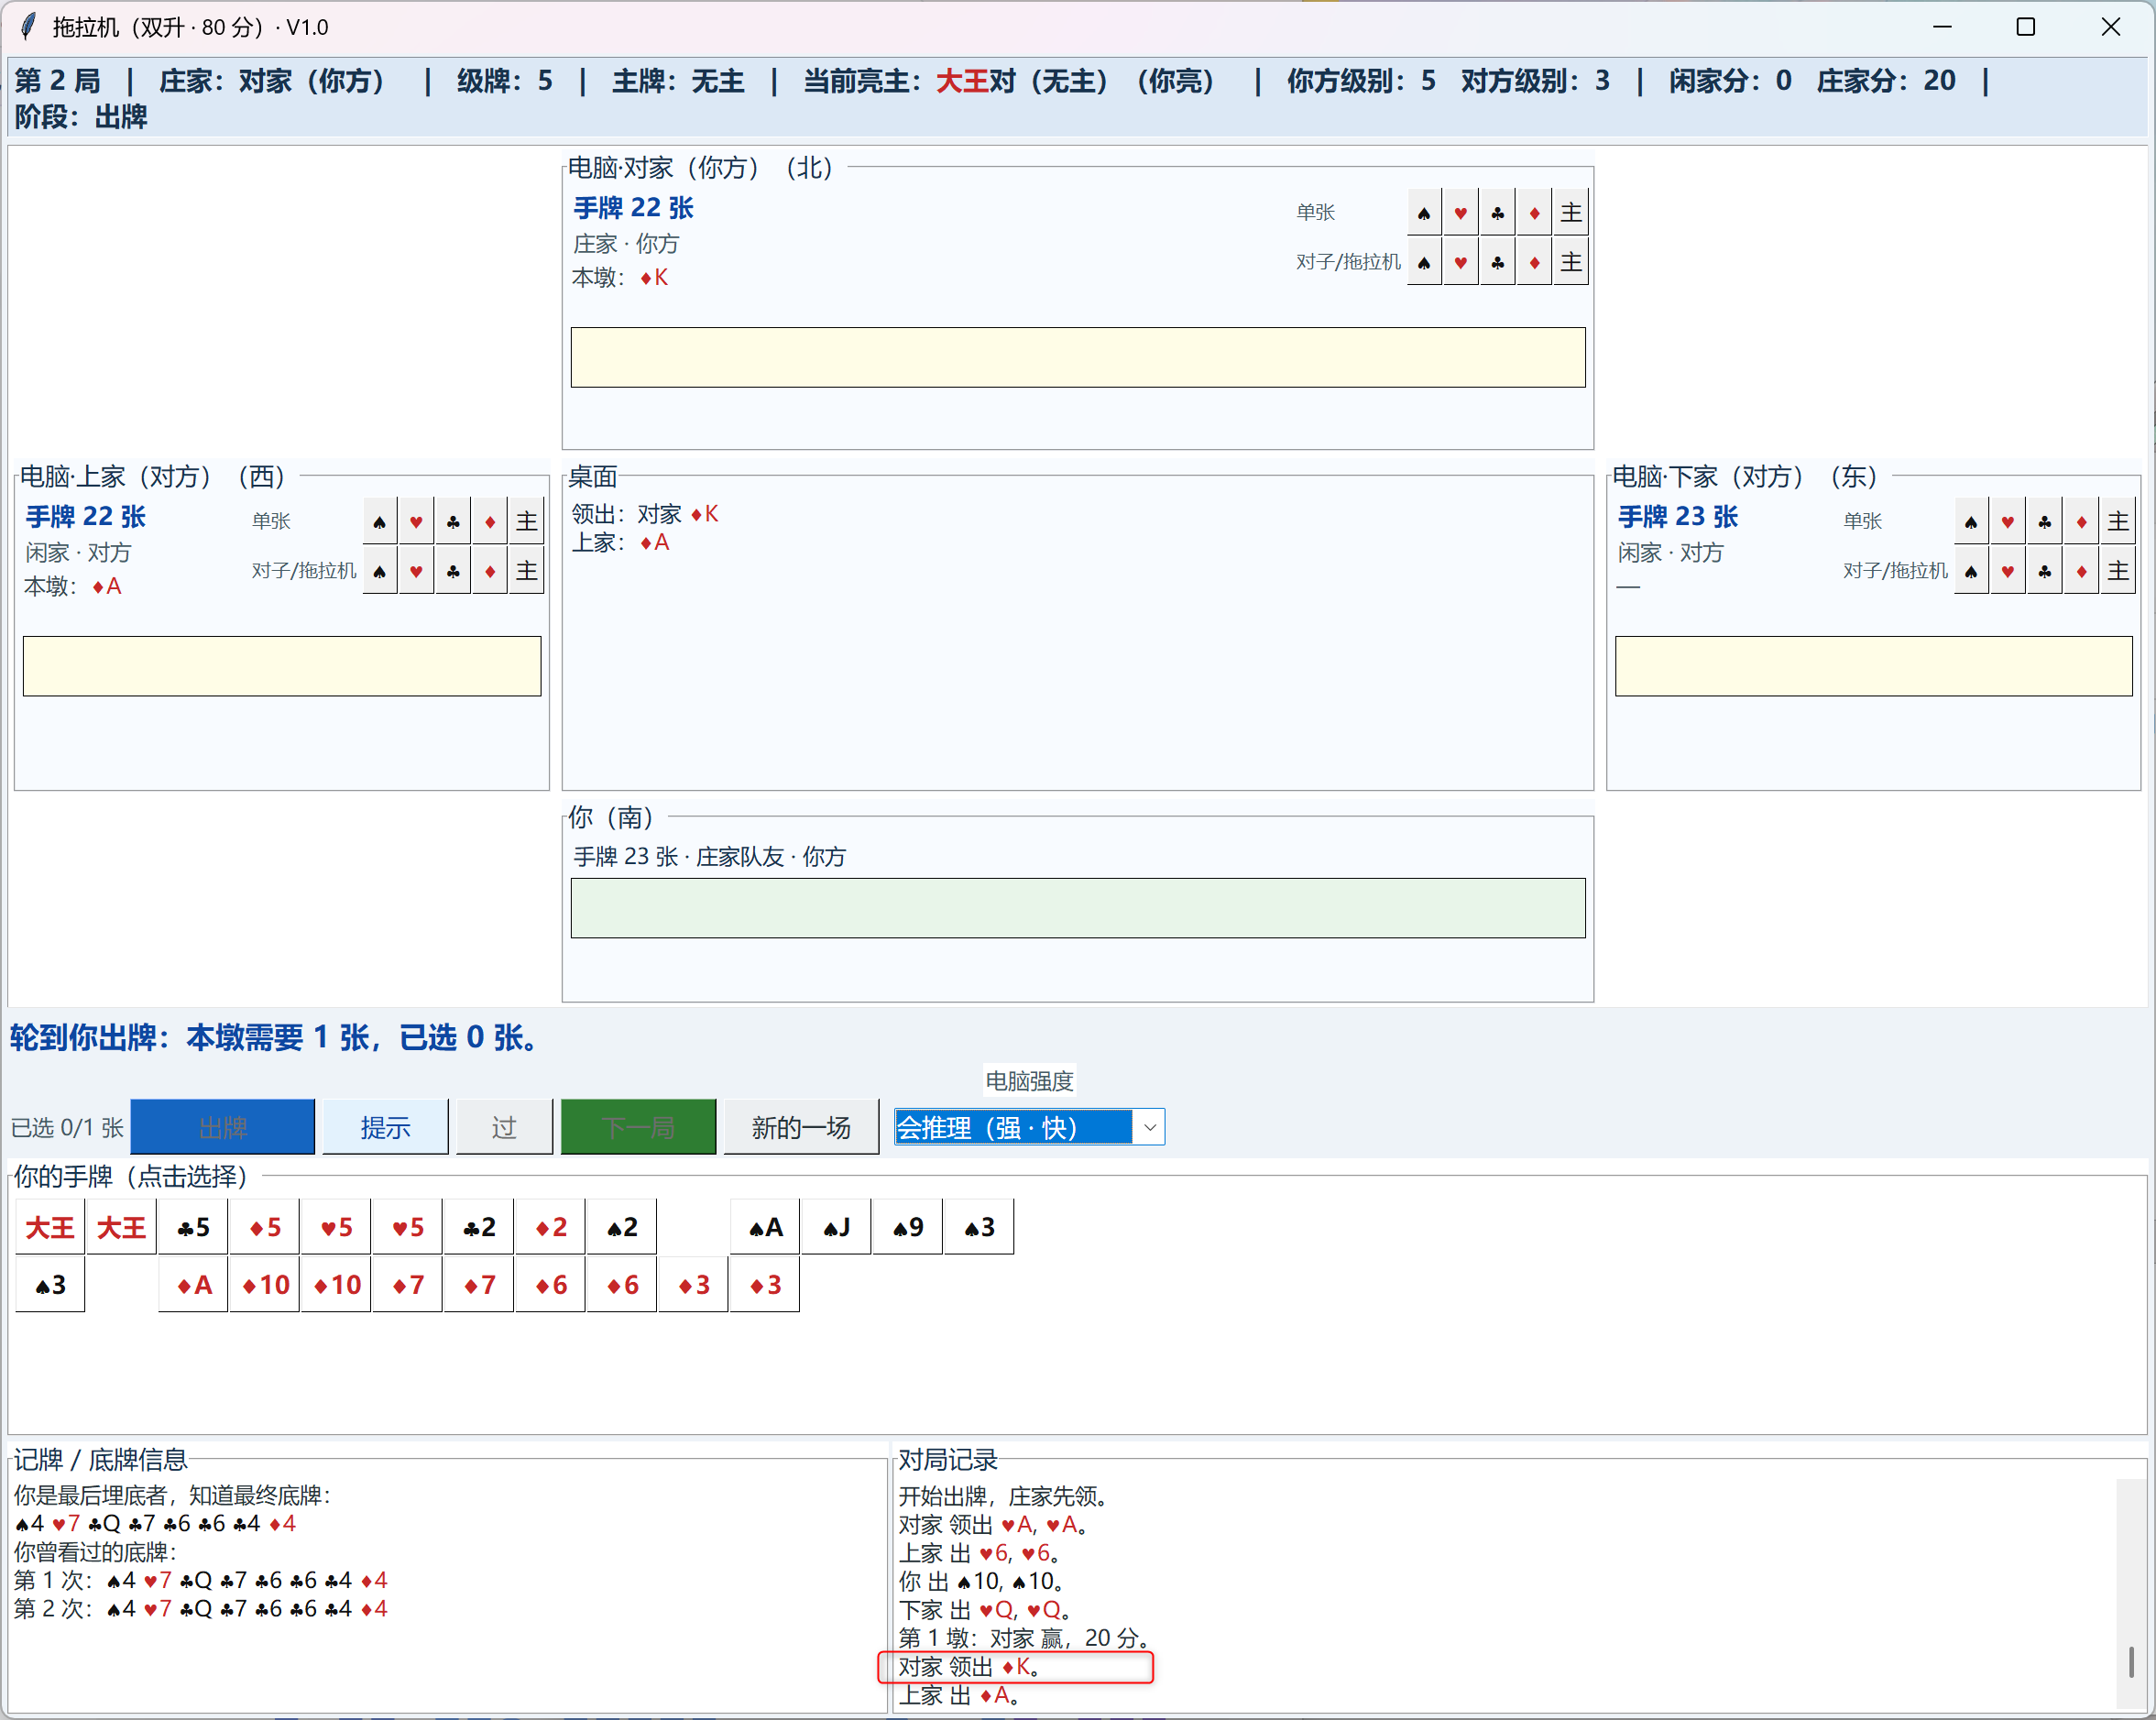 拖拉机（双升 · 80 分）· V1.0
第 2 局 | 庄家：对家（你方） | 级牌：5 | 主牌：无主 | 当前亮主：大王对（无主）（你亮） | 你方级别：5 对方级别：3 | 闲家分：0 庄家分：20 |
阶段：出牌
电脑·对家（你方）（北）
手牌 22 张
单张 ♠ ♥ ♣ ♦ 主
庄家 · 你方
对子/拖拉机 ♠ ♥ ♣ ♦ 主
本墩：♦K
电脑·上家（对方）（西）
手牌 22 张
单张 ♠ ♥ ♣ ♦ 主
闲家 · 对方
对子/拖拉机 ♠ ♥ ♣ ♦ 主
本墩：♦A
桌面
领出：对家 ♦K
上家：♦A
电脑·下家（对方）（东）
手牌 23 张
单张 ♠ ♥ ♣ ♦ 主
闲家 · 对方
对子/拖拉机 ♠ ♥ ♣ ♦ 主
—
你（南）
手牌 23 张 · 庄家队友 · 你方
轮到你出牌：本墩需要 1 张，已选 0 张。
电脑强度
已选 0/1 张 出牌 提示 过 下一局 新的一场 会推理（强 · 快）
你的手牌（点击选择）
大王 大王 ♣5 ♦5 ♥5 ♥5 ♣2 ♦2 ♠2 ♠A ♠J ♠9 ♠3
♠3 ♦A ♦10 ♦10 ♦7 ♦7 ♦6 ♦6 ♦3 ♦3
记牌 / 底牌信息
你是最后埋底者，知道最终底牌：
♠4 ♥7 ♣Q ♣7 ♣6 ♣6 ♣4 ♦4
你曾看过的底牌：
第 1 次：♠4 ♥7 ♣Q ♣7 ♣6 ♣6 ♣4 ♦4
第 2 次：♠4 ♥7 ♣Q ♣7 ♣6 ♣6 ♣4 ♦4
对局记录
开始出牌，庄家先领。
对家 领出 ♥A, ♥A。
上家 出 ♥6, ♥6。
你 出 ♠10, ♠10。
下家 出 ♥Q, ♥Q。
第 1 墩：对家 赢，20 分。
对家 领出 ♦K。
上家 出 ♦A。